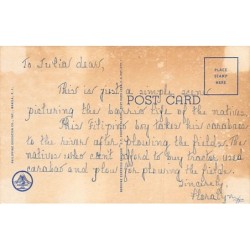 To Julia dear,
This is just a simple scene
picturing the barrio life of the natives.
POST CARD
PLACE
STAMP
HERE
This Filipino boy takes his carabao
to the river after plowing the fields. The
natives who can't afford to buy tractor used
carabao and plow for plowing the fields.
Sincerely,